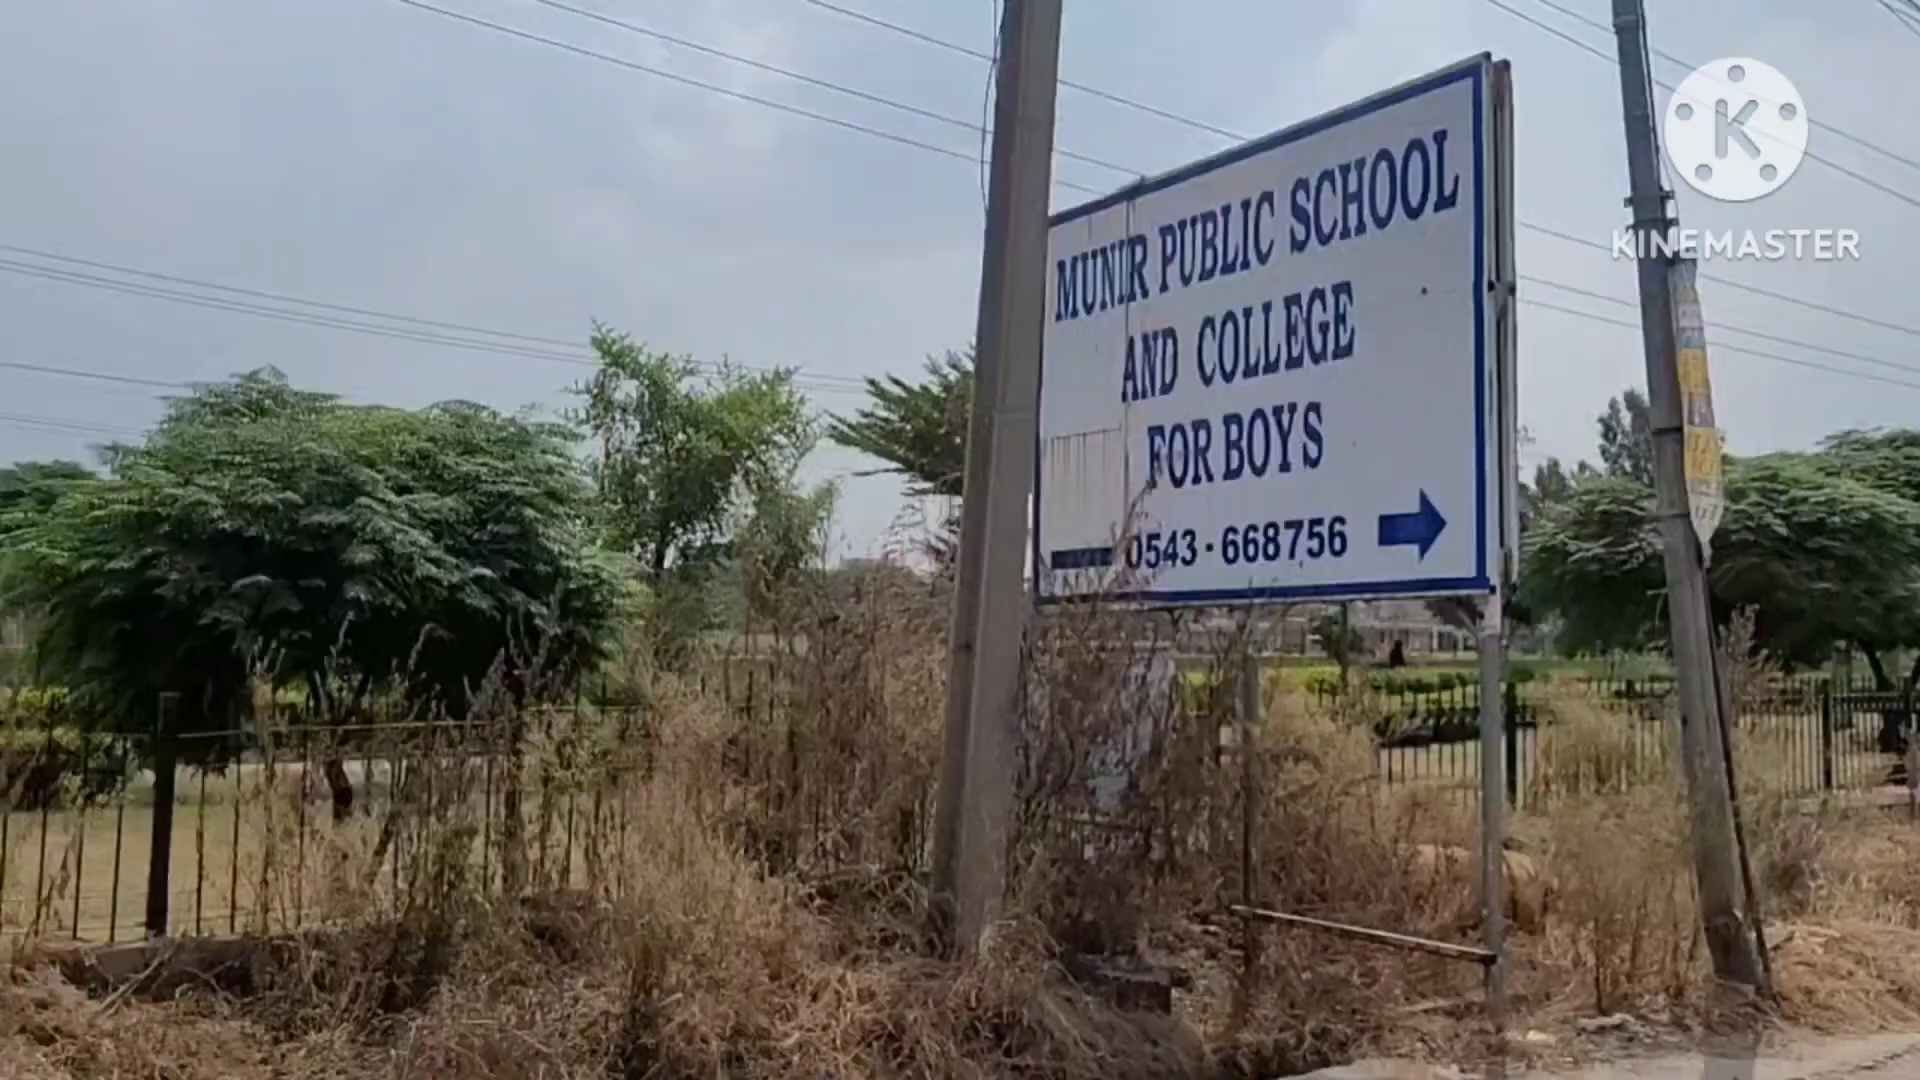 MUNIR PUBLIC SCHOOL
AND COLLEGE
FOR BOYS
0543-668756
K
KINEMASTER